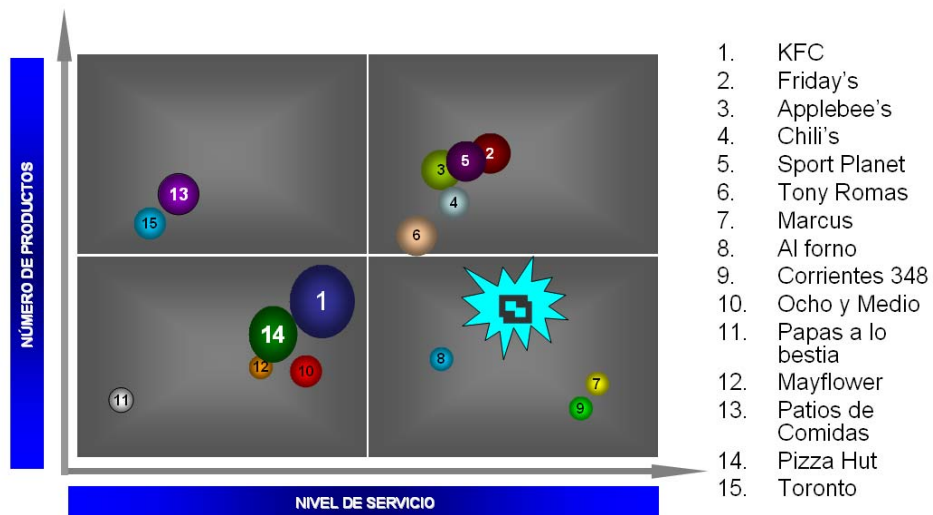 NÚMERO DE PRODUCTOS
13
15
3
5
2
4
6
1
14
12
10
11
8
7
9
NIVEL DE SERVICIO
1. KFC
2. Friday's
3. Applebee's
4. Chili's
5. Sport Planet
6. Tony Romas
7. Marcus
8. Al forno
9. Corrientes 348
10. Ocho y Medio
11. Papas a lo
bestia
12. Mayflower
13. Patios de
Comidas
14. Pizza Hut
15. Toronto